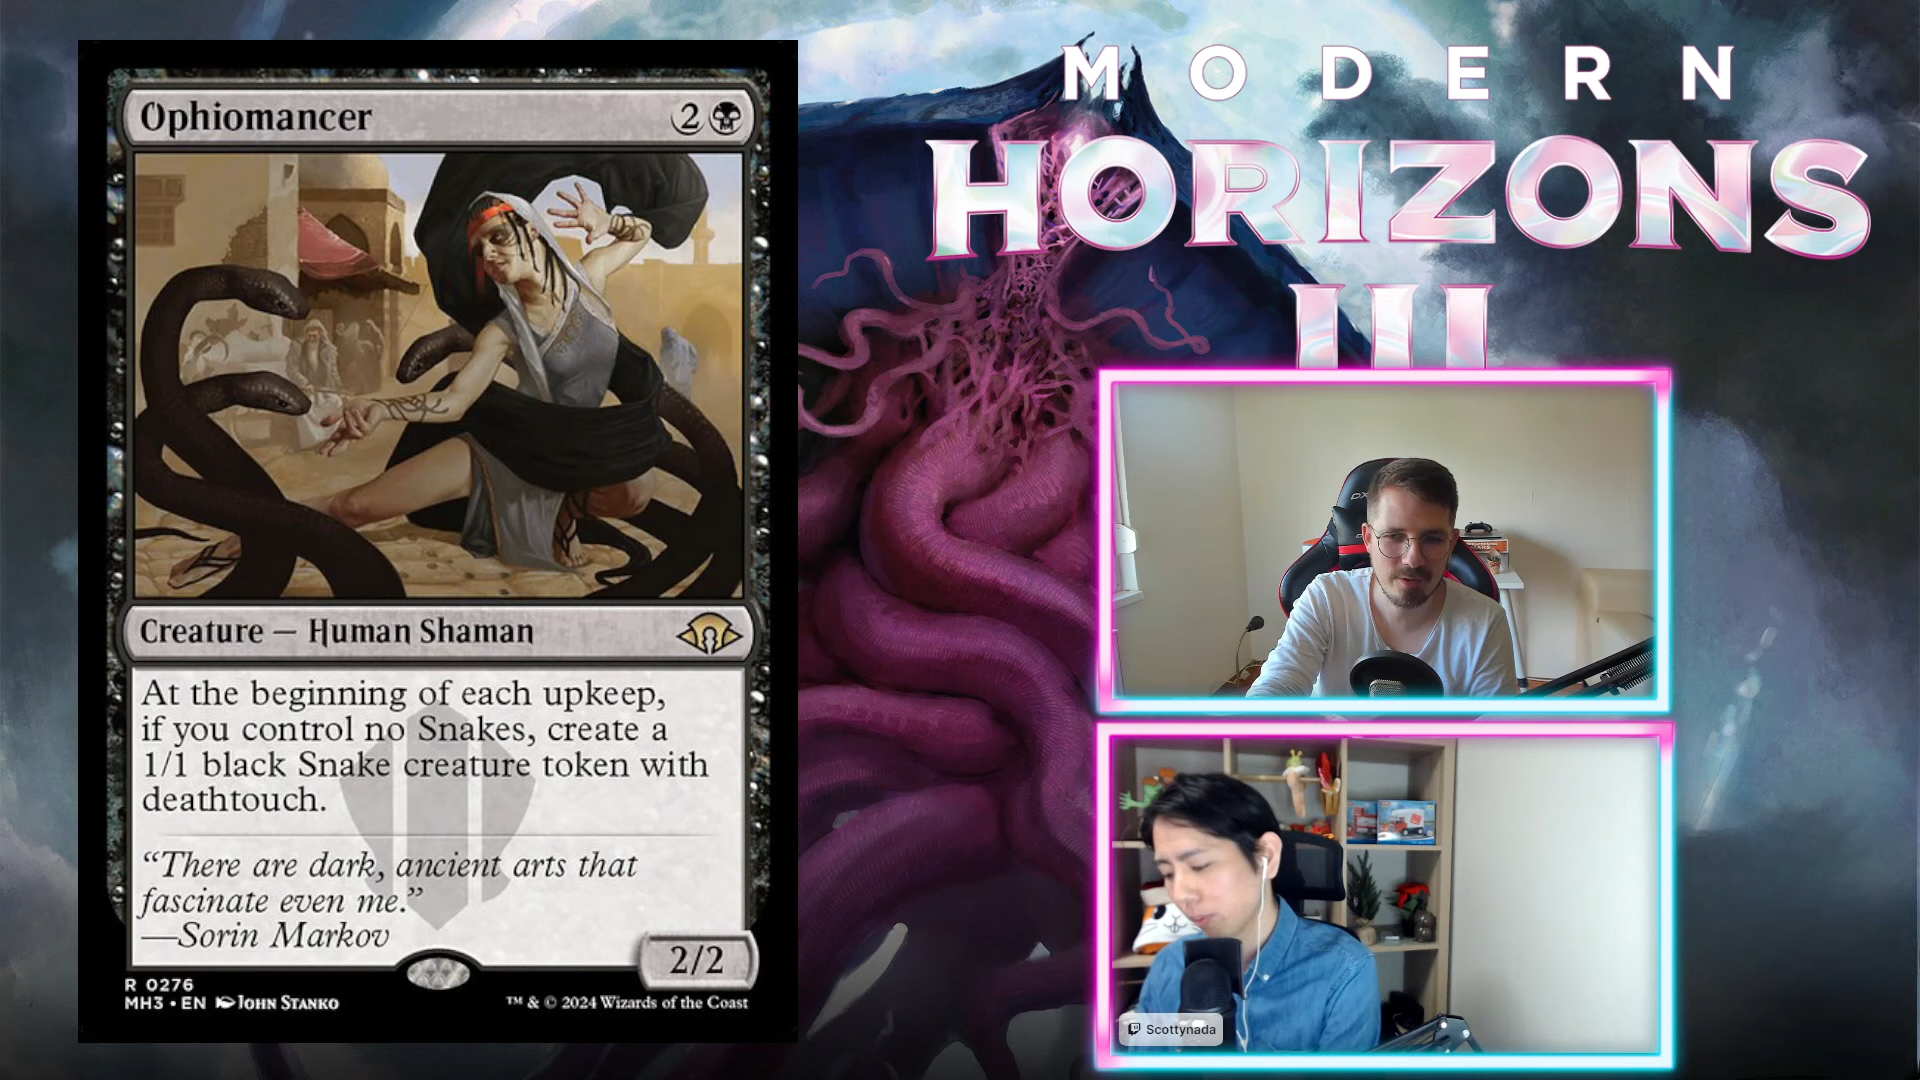 Ophiomancer 2
Creature — Human Shaman
At the beginning of each upkeep,
if you control no Snakes, create a
1/1 black Snake creature token with
deathtouch.
“There are dark, ancient arts that
fascinate even me.”
—Sorin Markov
2/2
R 0276
MH3 • EN JOHN STANKO
™ & © 2024 Wizards of the Coast
MODERN
HORIZONS
III
DX
Scottynada